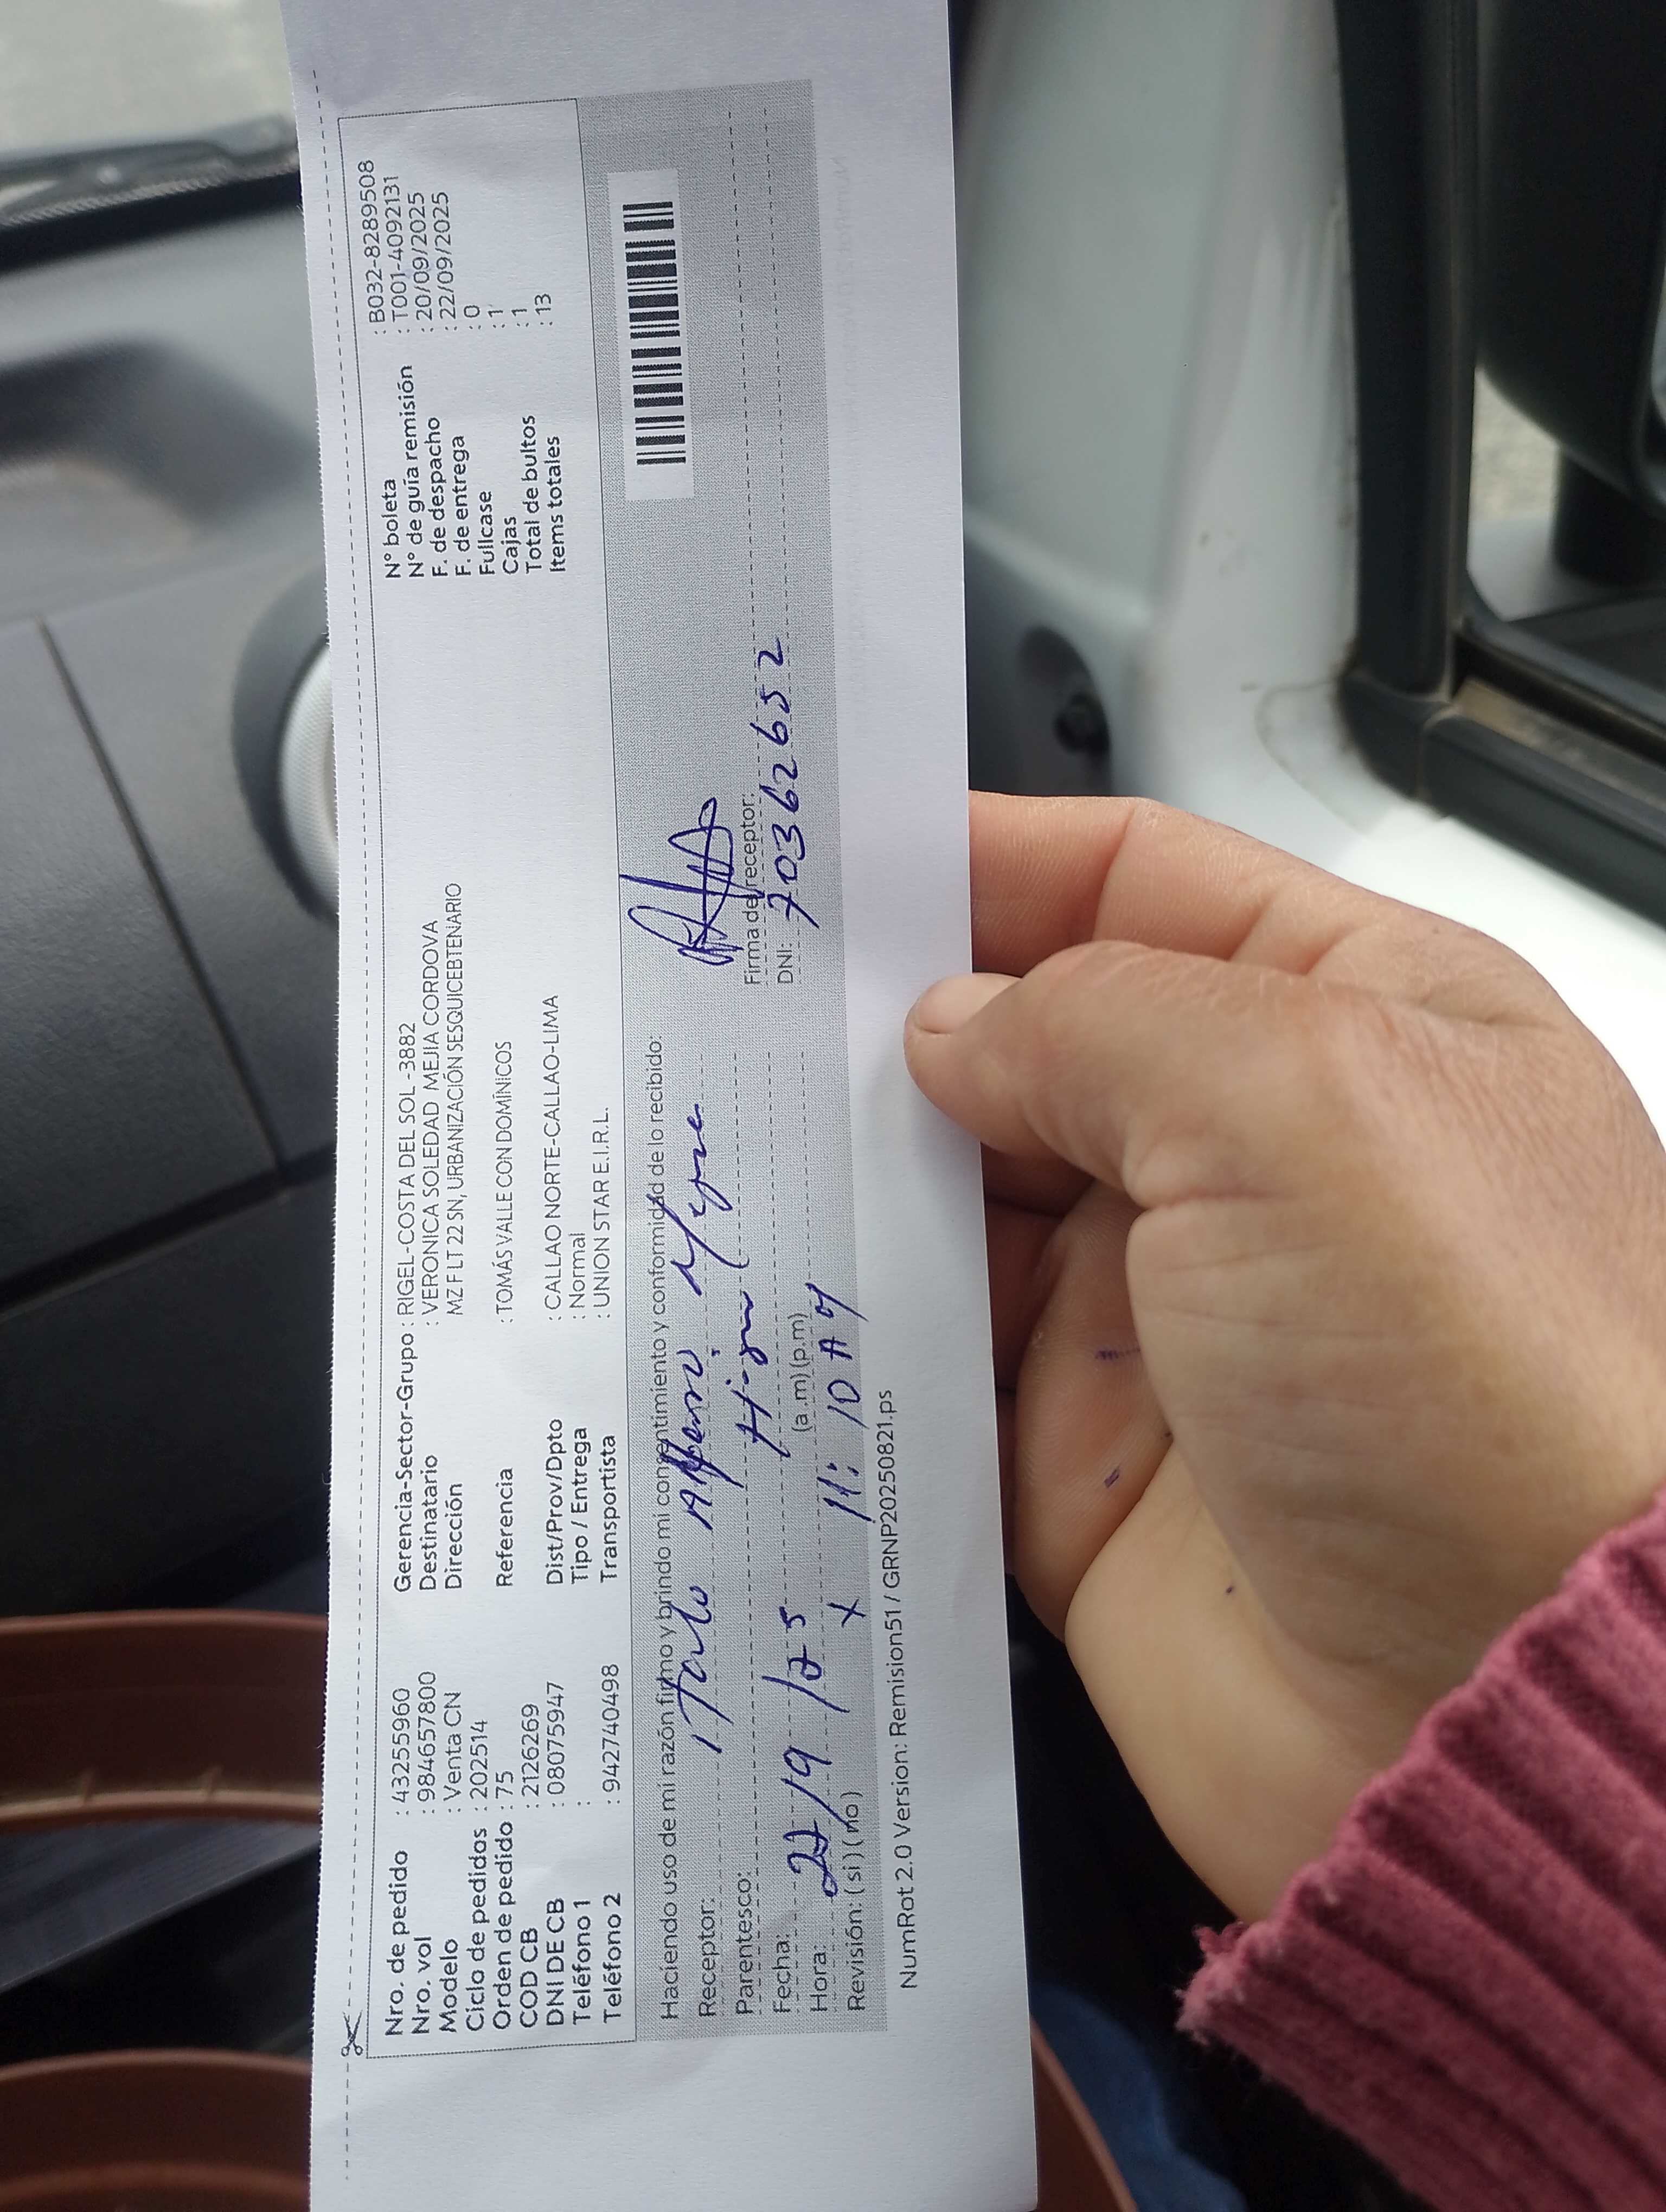 Nro. de pedido : 43255960
Nro. vol : 984657800
Modelo : Venta CN
Ciclo de pedidos : 202514
Orden de pedido : 75
COD CB : 2126269
DNI DE CB : 08075947
Teléfono 1 :
Teléfono 2 : 942740498
Gerencia-Sector-Grupo : RIGEL-COSTA DEL SOL -3882
Destinatario : VERONICA SOLEDAD MEJIA CORDOVA
Dirección MZ F LT 22 SN, URBANIZACIÓN SESQUICEBTENARIO
Referencia : TOMÁS VALLE CON DOMÍNICOS
Dist/Prov/Dpto : CALLAO NORTE-CALLAO-LIMA
Tipo / Entrega : Normal
Transportista : UNION STAR E.I.R.L.
N° boleta : B032-8289508
N° de guía remisión : T001-4092131
F. de despacho : 20/09/2025
F. de entrega : 22/09/2025
Fullcase : 0
Cajas : 1
Total de bultos : 1
Items totales : 13
Haciendo uso de mi razón firmo y brindo mi consentimiento y conformidad de lo recibido:
Receptor:
Parentesco:
Fecha: 22/9/25
Hora: (a.m) (p.m)
Revisión: (si) (no) x 11:10 AM
Firma del receptor:
DNI: 70362652
NumRot 2.0 Version: Remision51 / GRNP20250821.ps